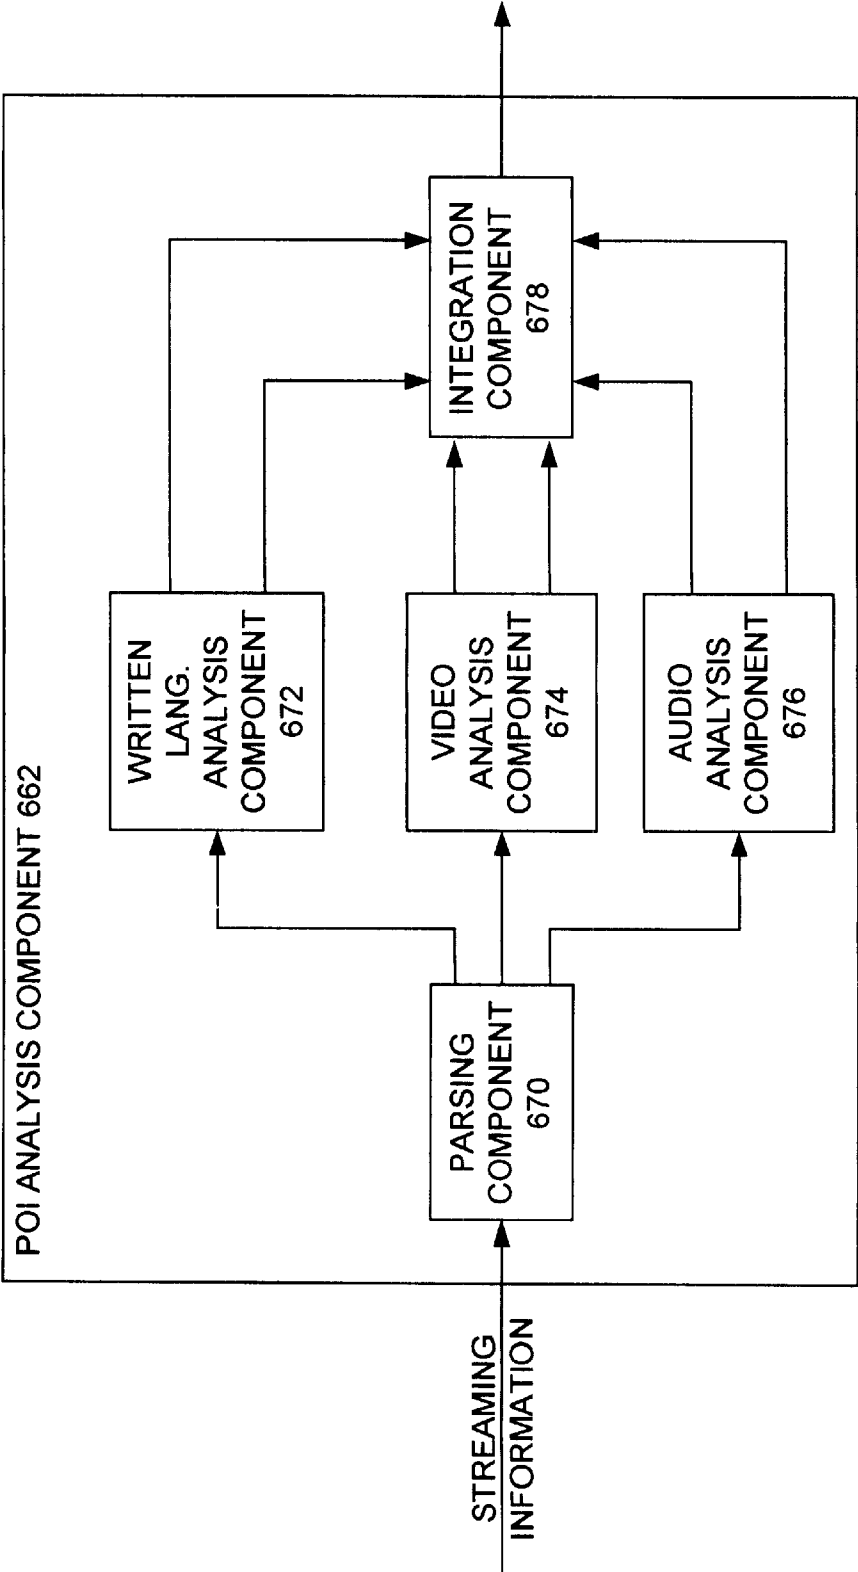 POI ANALYSIS COMPONENT 662
STREAMING
INFORMATION
PARSING
COMPONENT
670
WRITTEN
LANG.
ANALYSIS
COMPONENT
672
VIDEO
ANALYSIS
COMPONENT
674
AUDIO
ANALYSIS
COMPONENT
676
INTEGRATION
COMPONENT
678